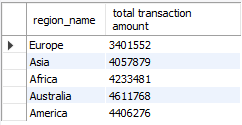 region_name total transaction
amount
Europe 3401552
Asia 4057879
Africa 4233481
Australia 4611768
America 4406276